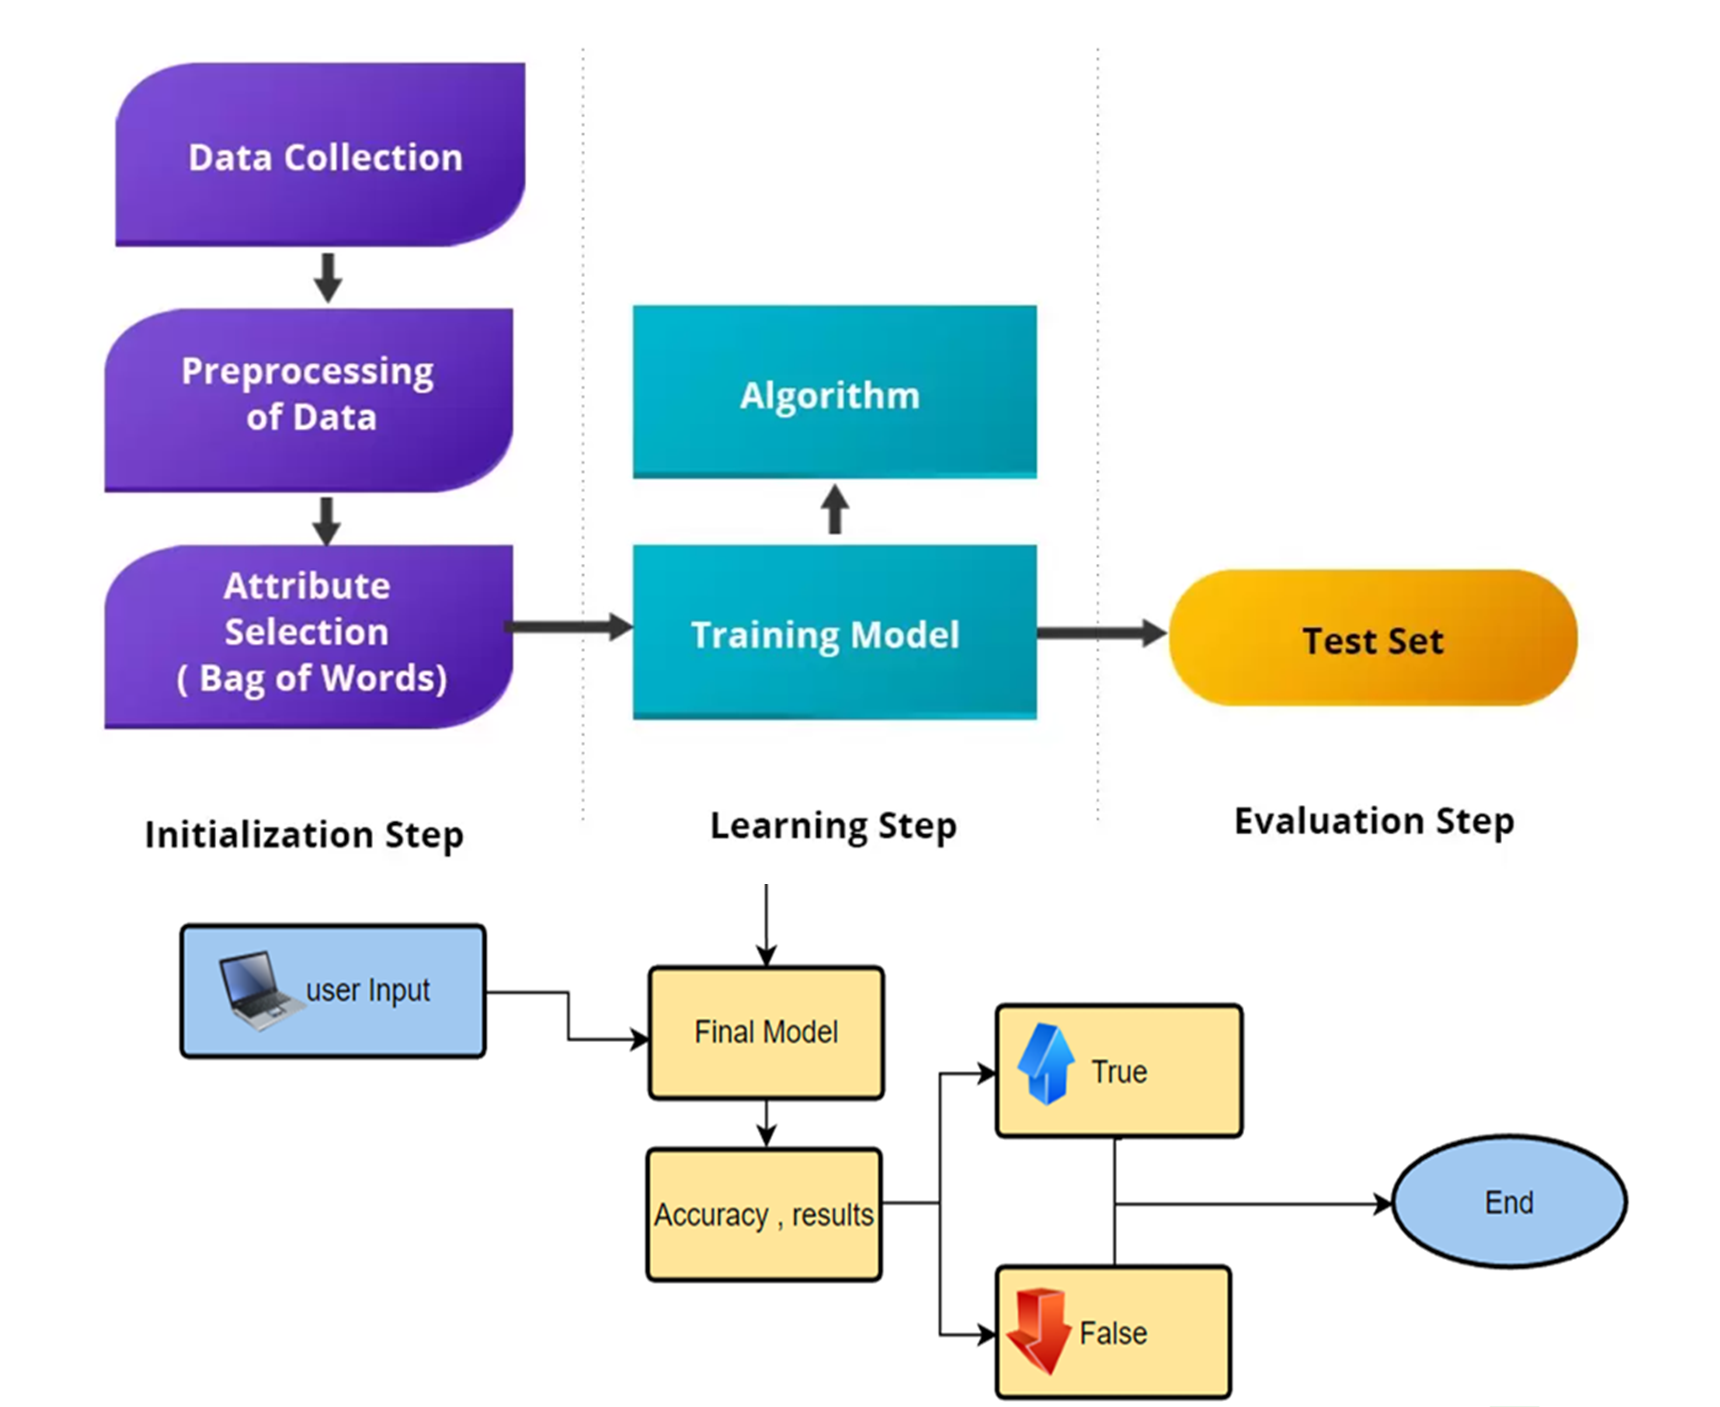 Data Collection
Preprocessing
of Data
Attribute
Selection
( Bag of Words)
Algorithm
Training Model
Test Set
Initialization Step
Learning Step
Evaluation Step
user Input
Final Model
Accuracy , results
True
False
End